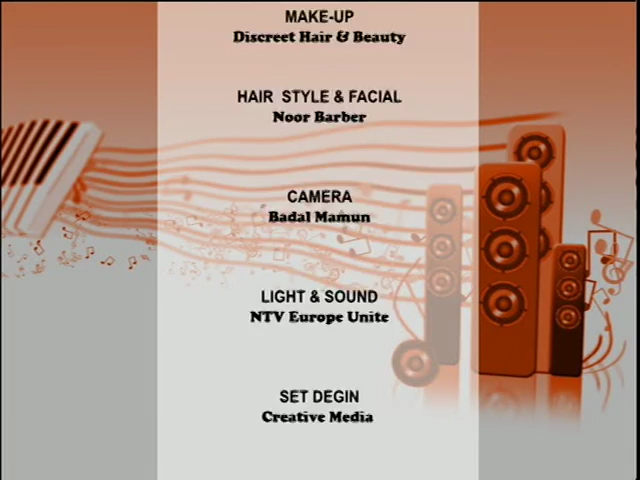 MAKE-UP
Discreet Hair & Beauty
HAIR STYLE & FACIAL
Noor Barber
CAMERA
Badal Mamun
LIGHT & SOUND
NTV Europe Unite
SET DEGIN
Creative Media